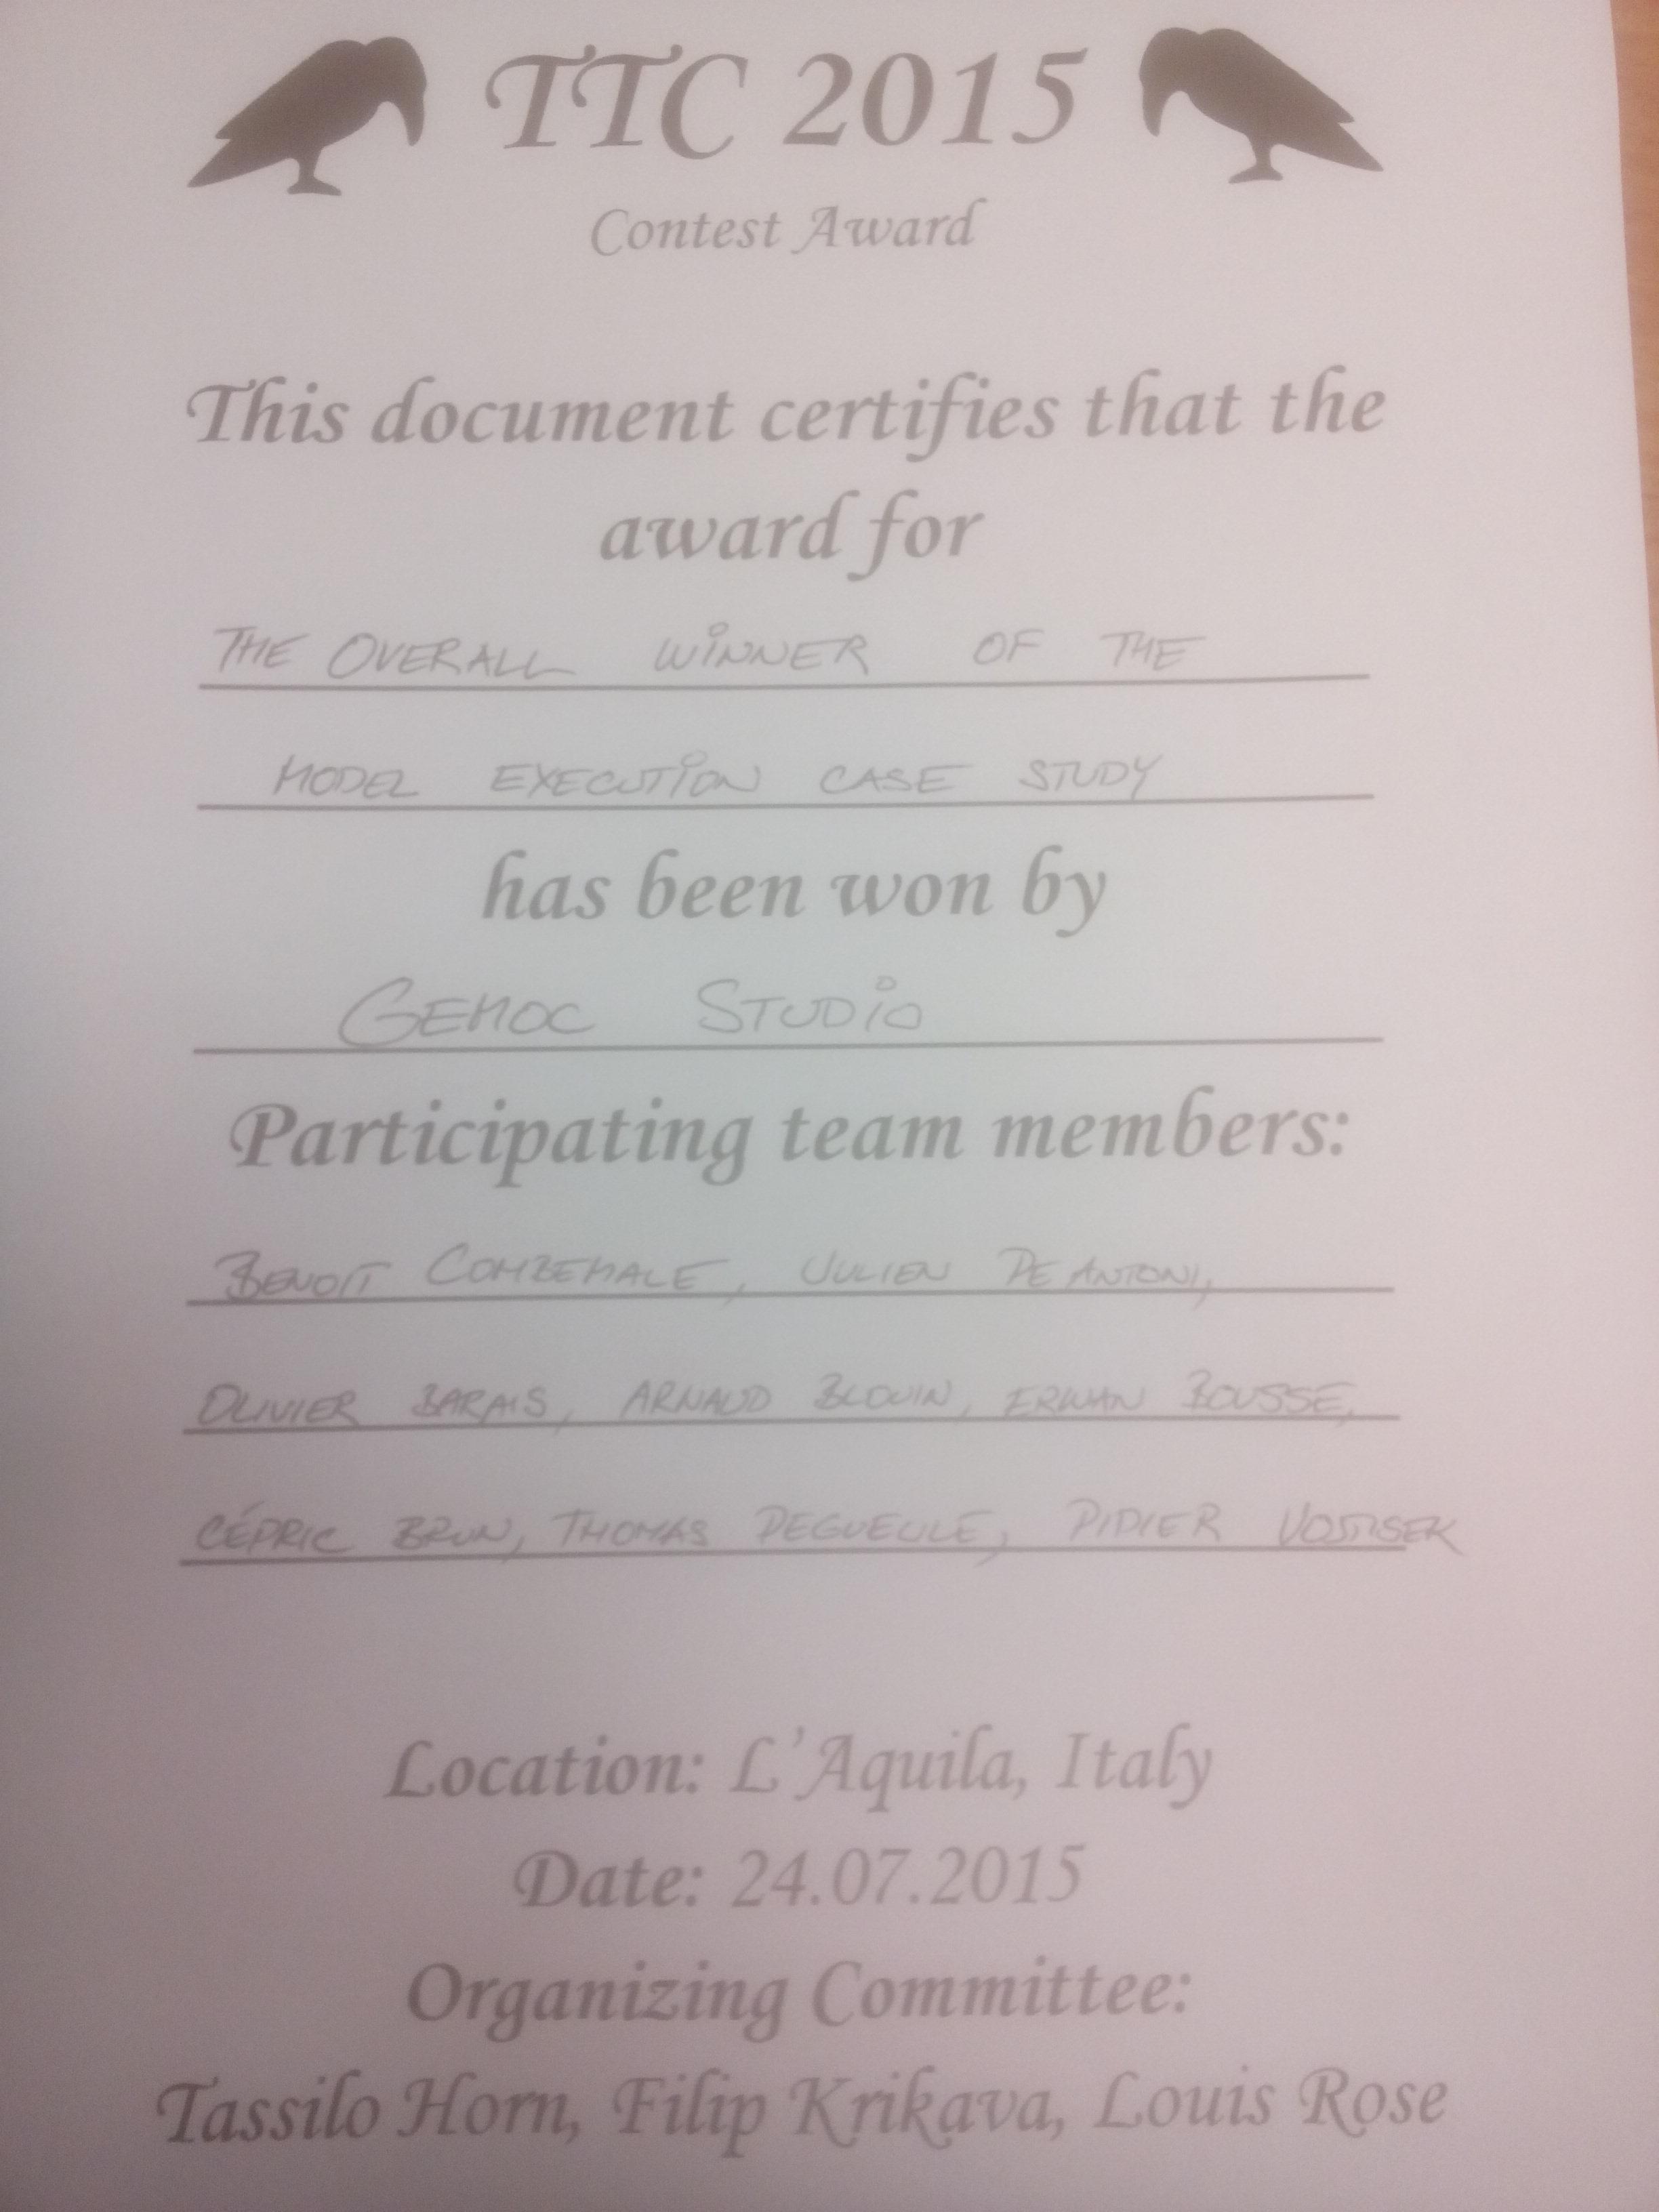 TTC 2015
Contest Award
This document certifies that the
award for
THE OVERALL WINNER OF THE
MODEL EXECUTION CASE STUDY
has been won by
GEMOC STUDIO
Participating team members:
BENOIT COMBEMALE, JULIEN DE ANTONI,
OLIVIER BARAIS, ARNAUD BLOUIN, ERWAN BOUSSE,
CÉDRIC BRUN, THOMAS DEGUEULE, DIDIER
Location: L'Aquila, Italy
Date: 24.07.2015
Organizing Committee:
Tassilo Horn, Filip Krikava, Louis Rose